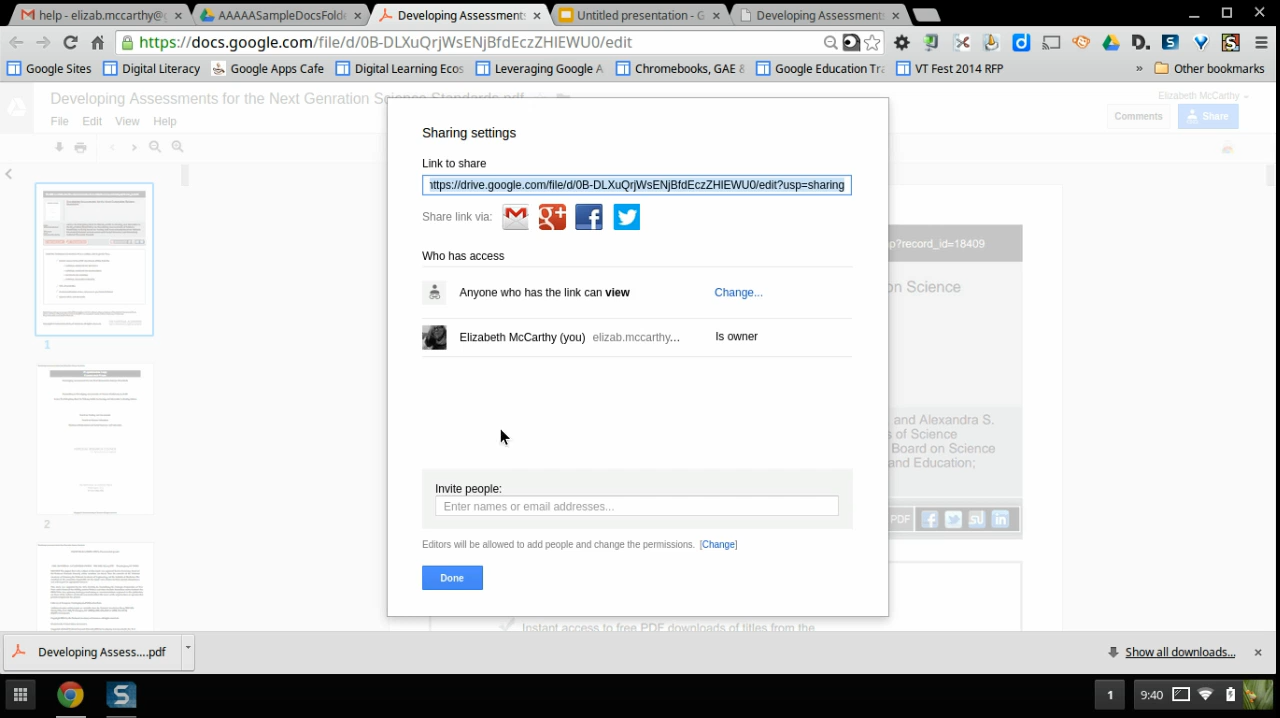 help - elizab.mccarthy@g
AAAAASampleDocsFolde
Developing Assessments
Untitled presentation - G
Developing Assessments
https://docs.google.com/file/d/0B-DLXuQrjWsENjBfdEczZHlEWU0/edit
Google Sites
Digital Literacy
Google Apps Cafe
Digital Learning Ecos
Leveraging Google A
Chromebooks, GAE &
Google Education Tra
VT Fest 2014 RFP
»
Other bookmarks
Developing Assessments for the Next Genration Science Standards.pdf
Elizabeth McCarthy
File Edit View Help
Comments
Share
Sharing settings
Link to share
https://drive.google.com/file/d/0B-DLXuQrjWsENjBfdEczZHlEWU0/edit?usp=sharing
Share link via:
Who has access
Anyone who has the link can view Change...
Elizabeth McCarthy (you) elizab.mccarthy... Is owner
Invite people:
Enter names or email addresses...
Editors will be allowed to add people and change the permissions. [Change]
Done
p?record_id=18409
on Science
and Alexandra S.
s of Science
Board on Science
and Education;
PDF
Instant access to free PDF downloads of titles from the
1
2
Developing Assess....pdf
Show all downloads...
1
9:40